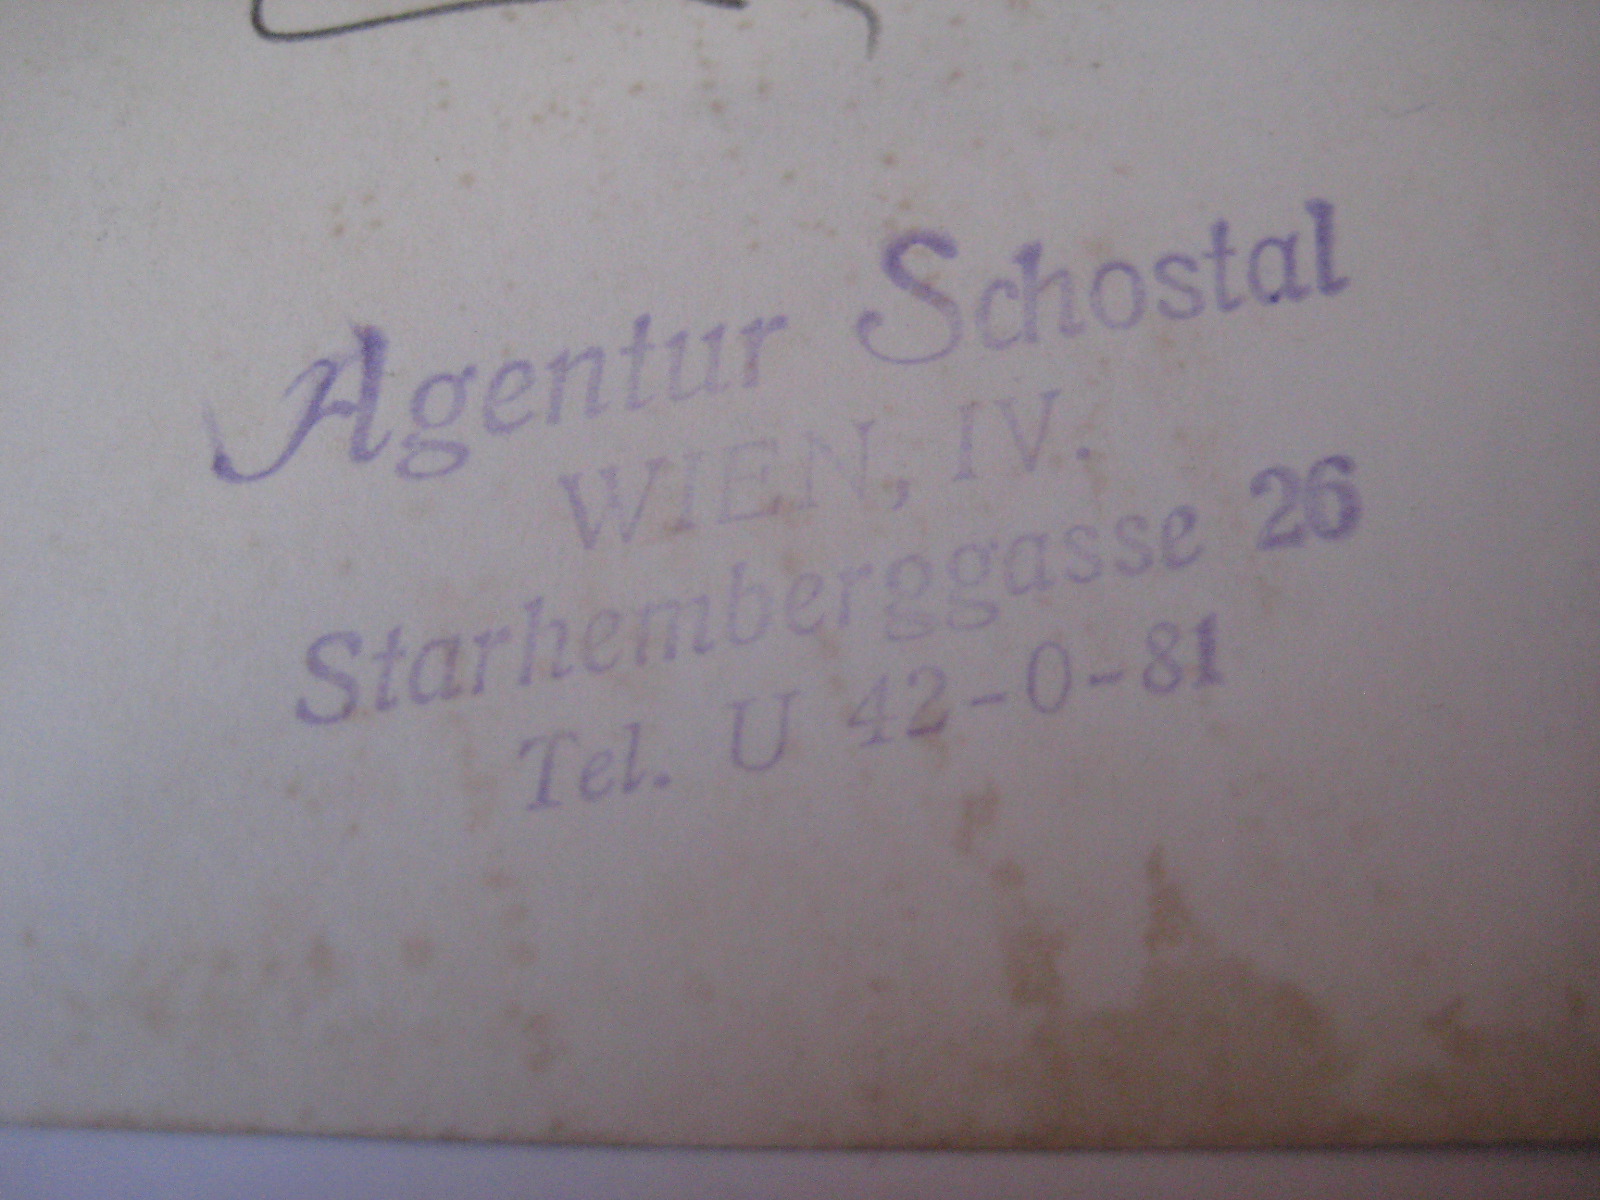 Agentur Schostal
WIEN, IV.
Starhemberggasse 26
Tel. U 42-0-81